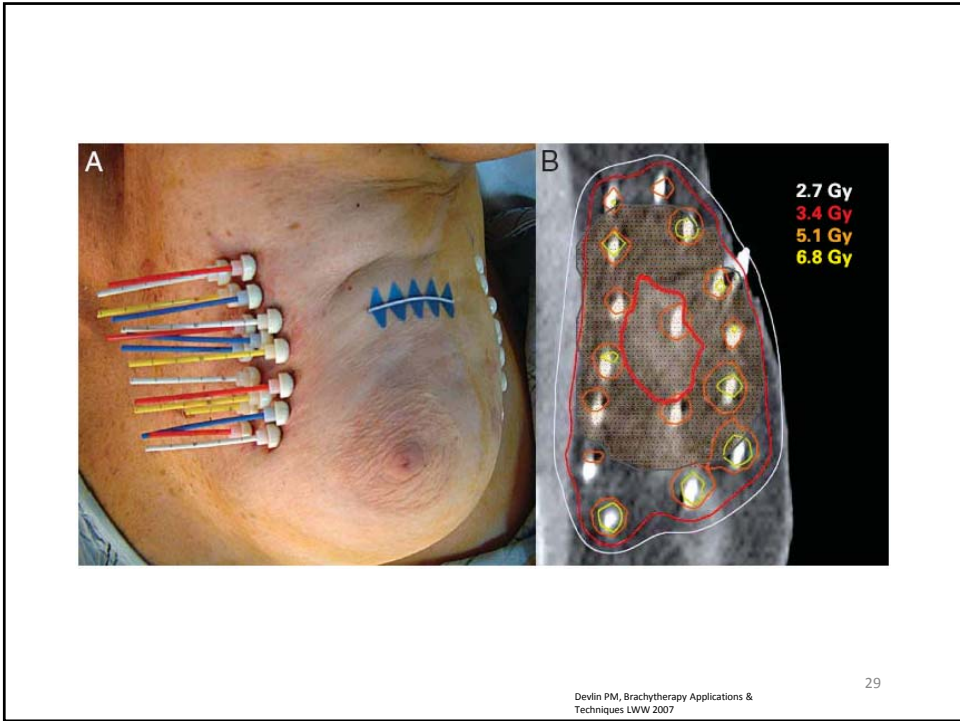 A
B
2.7 Gy
3.4 Gy
5.1 Gy
6.8 Gy
29
Devlin PM, Brachytherapy Applications &
Techniques LWW 2007